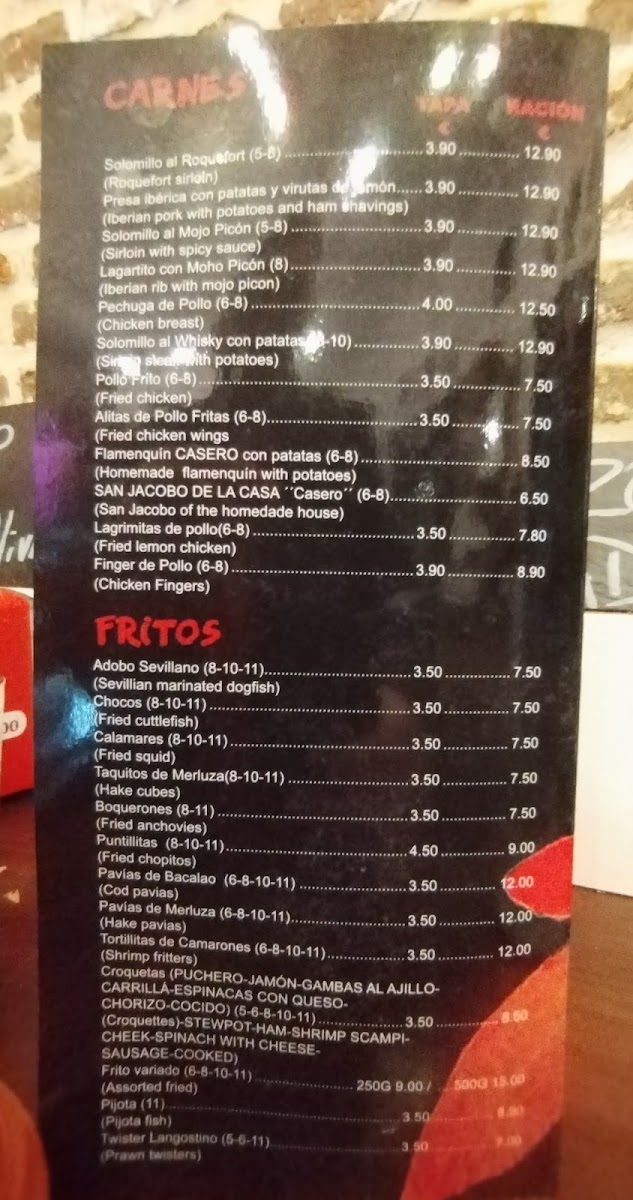 CARNES
TAPA RACIÓN
€ €
Solomillo al Roquefort (5-8) 3.90 12.90
(Roquefort sirloin)
Presa ibérica con patatas y virutas de jamón 3.90 12.90
(Iberian pork with potatoes and ham shavings)
Solomillo al Mojo Picón (5-8) 3.90 12.90
(Sirloin with spicy sauce)
Lagartito con Moho Picón (8) 3.90 12.90
(Iberian rib with mojo picon)
Pechuga de Pollo (6-8) 4.00 12.50
(Chicken breast)
Solomillo al Whisky con patatas -10) 3.90 12.90
(Sirloin steak with potatoes)
Pollo Frito (6-8) 3.50 7.50
(Fried chicken)
Alitas de Pollo Fritas (6-8) 3.50 7.50
(Fried chicken wings
Flamenquín CASERO con patatas (6-8) 8.50
(Homemade flamenquín with potatoes)
SAN JACOBO DE LA CASA ´´Casero´´ (6-8) 6.50
(San Jacobo of the homedade house)
Lagrimitas de pollo(6-8) 3.50 7.80
(Fried lemon chicken)
Finger de Pollo (6-8) 3.90 8.90
(Chicken Fingers)
FRITOS
Adobo Sevillano (8-10-11) 3.50 7.50
(Sevillian marinated dogfish)
Chocos (8-10-11) 3.50 7.50
(Fried cuttlefish)
Calamares (8-10-11) 3.50 7.50
(Fried squid)
Taquitos de Merluza(8-10-11) 3.50 7.50
(Hake cubes)
Boquerones (8-11) 3.50 7.50
(Fried anchovies)
Puntillitas (8-10-11) 4.50 9.00
(Fried chopitos)
Pavías de Bacalao (6-8-10-11) 3.50 12.00
(Cod pavias)
Pavías de Merluza (6-8-10-11) 3.50 12.00
(Hake pavias)
Tortillitas de Camarones (6-8-10-11) 3.50 12.00
(Shrimp fritters)
Croquetas (PUCHERO-JAMÓN-GAMBAS AL AJILLO-
CARRILLÁ-ESPINACAS CON QUESO-
CHORIZO-COCIDO) (5-6-8-10-11) 3.50 8.50
(Croquettes)-STEWPOT-HAM-SHRIMP SCAMPI-
CHEEK-SPINACH WITH CHEESE-
SAUSAGE-COOKED)
Frito variado (6-8-10-11) 250G 9.00 / 500G 15.00
(Assorted fried)
Pijota (11) 3.50
(Pijota fish)
Twister Langostino (5-6-11) 3.50 7.00
(Prawn twisters)